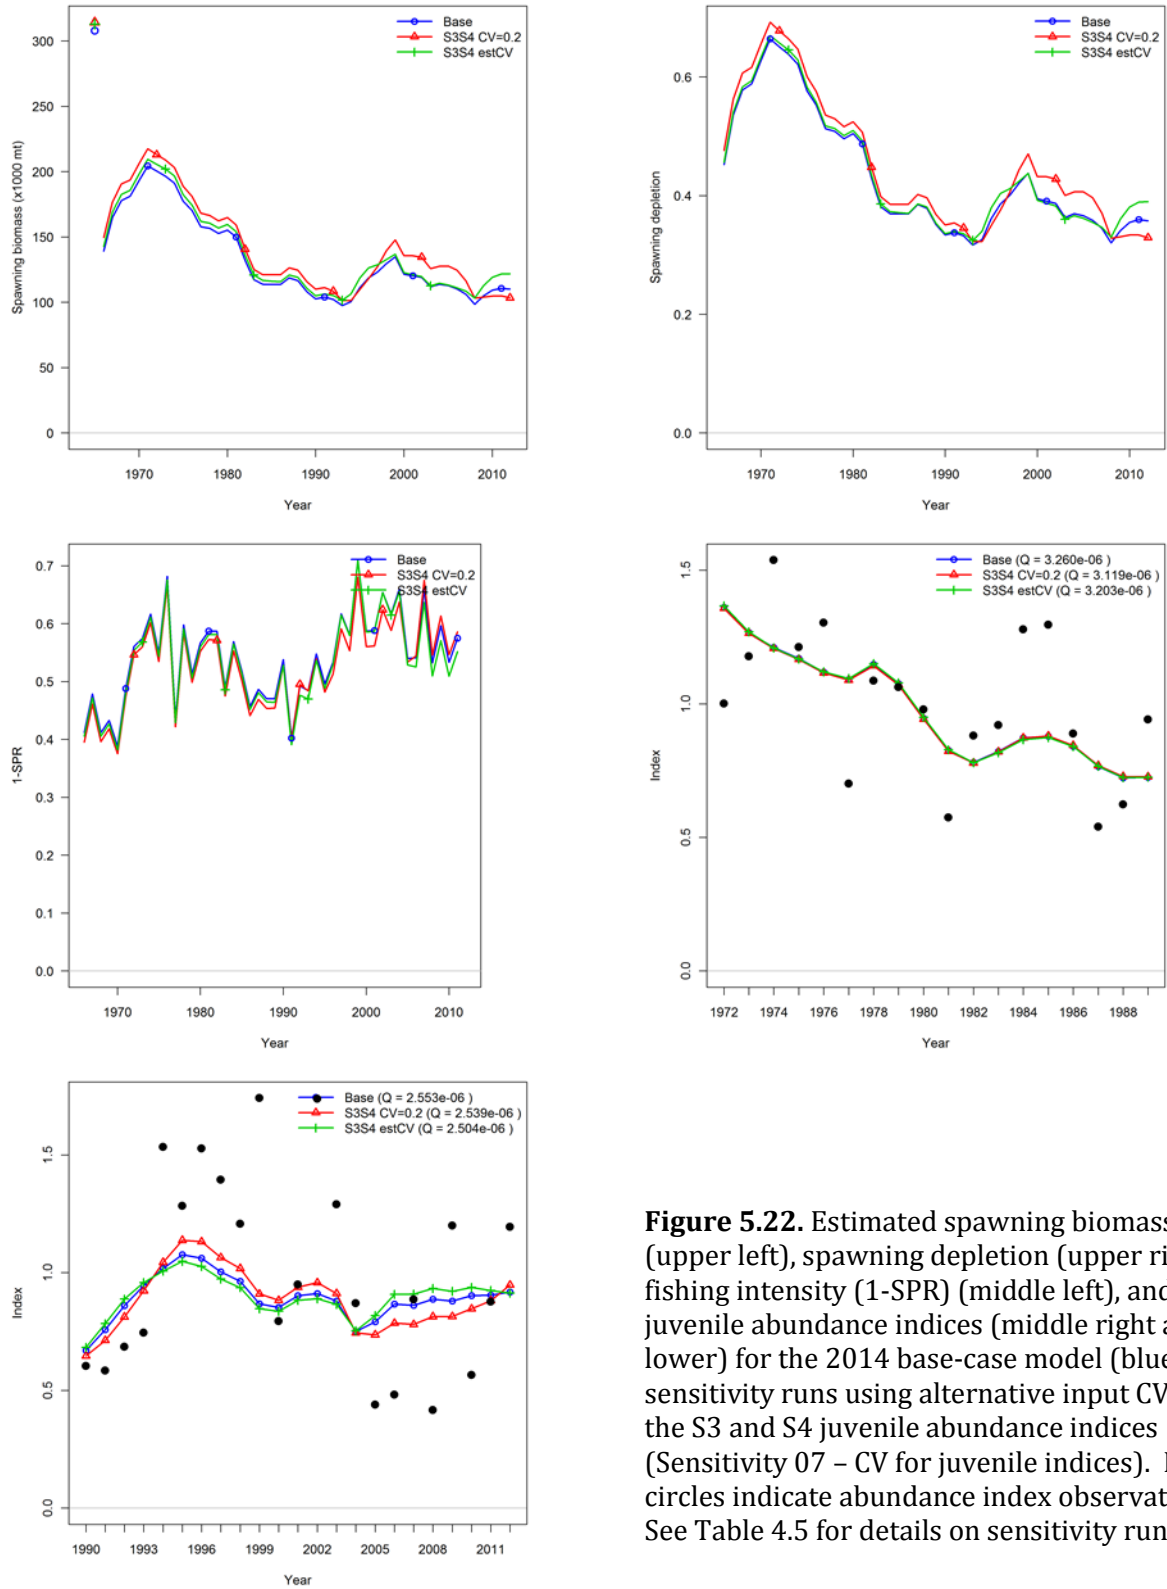 Base
S3S4 CV=0.2
S3S4 estCV
300
250
200
150
100
50
0
Spawning biomass (x1000 mt)
1970 1980 1990 2000 2010
Year
Base
S3S4 CV=0.2
S3S4 estCV
0.6
0.4
0.2
0.0
Spawning depletion
1970 1980 1990 2000 2010
Year
Base
S3S4 CV=0.2
S3S4 estCV
0.7
0.6
0.5
0.4
0.3
0.2
0.1
0.0
1-SPR
1970 1980 1990 2000 2010
Year
Base (Q = 3.260e-06 )
S3S4 CV=0.2 (Q = 3.119e-06 )
S3S4 estCV (Q = 3.203e-06 )
1.5
1.0
0.5
0.0
Index
1972 1974 1976 1978 1980 1982 1984 1986 1988
Year
Base (Q = 2.553e-06 )
S3S4 CV=0.2 (Q = 2.539e-06 )
S3S4 estCV (Q = 2.504e-06 )
1.5
1.0
0.5
0.0
Index
1990 1993 1996 1999 2002 2005 2008 2011
Year
Figure 5.22. Estimated spawning biomass
(upper left), spawning depletion (upper ri
fishing intensity (1-SPR) (middle left), and
juvenile abundance indices (middle right a
lower) for the 2014 base-case model (blue
sensitivity runs using alternative input CV
the S3 and S4 juvenile abundance indices
(Sensitivity 07 – CV for juvenile indices).
circles indicate abundance index observat
See Table 4.5 for details on sensitivity run